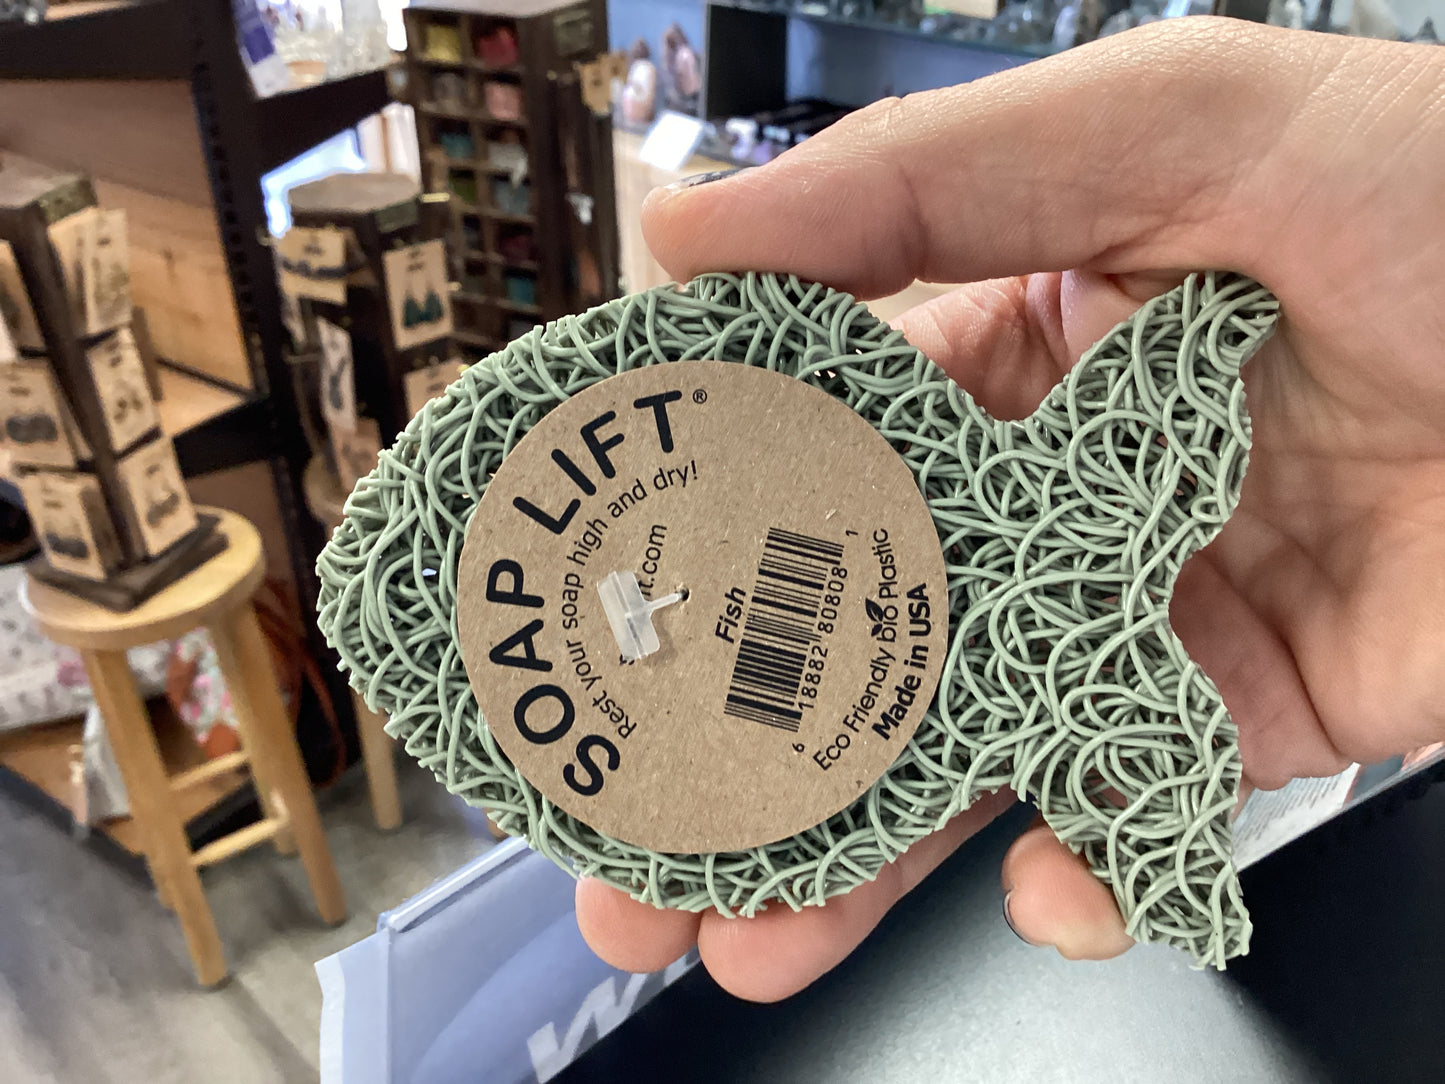 SOAP LIFT®
Rest your soap high and dry!
Fish
6 18882 80808 1
Eco Friendly bio Plastic
Made in USA